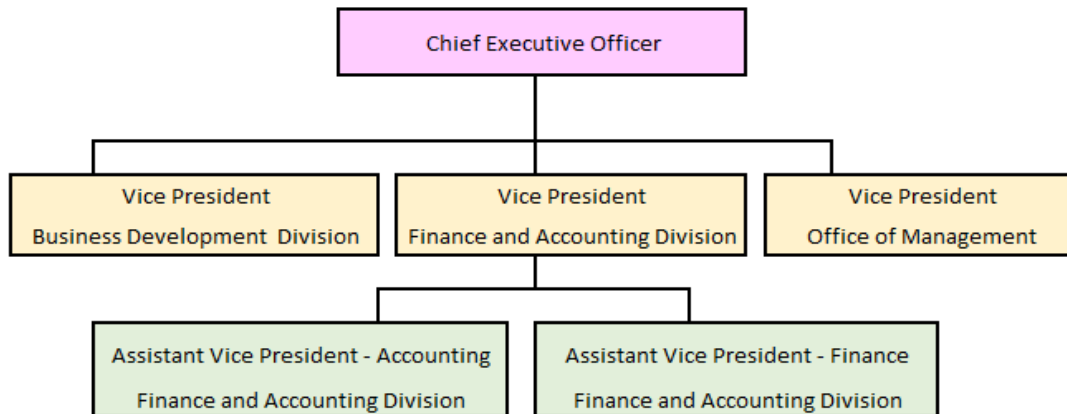 Chief Executive Officer
Vice President
Business Development Division
Vice President
Finance and Accounting Division
Vice President
Office of Management
Assistant Vice President - Accounting
Finance and Accounting Division
Assistant Vice President - Finance
Finance and Accounting Division